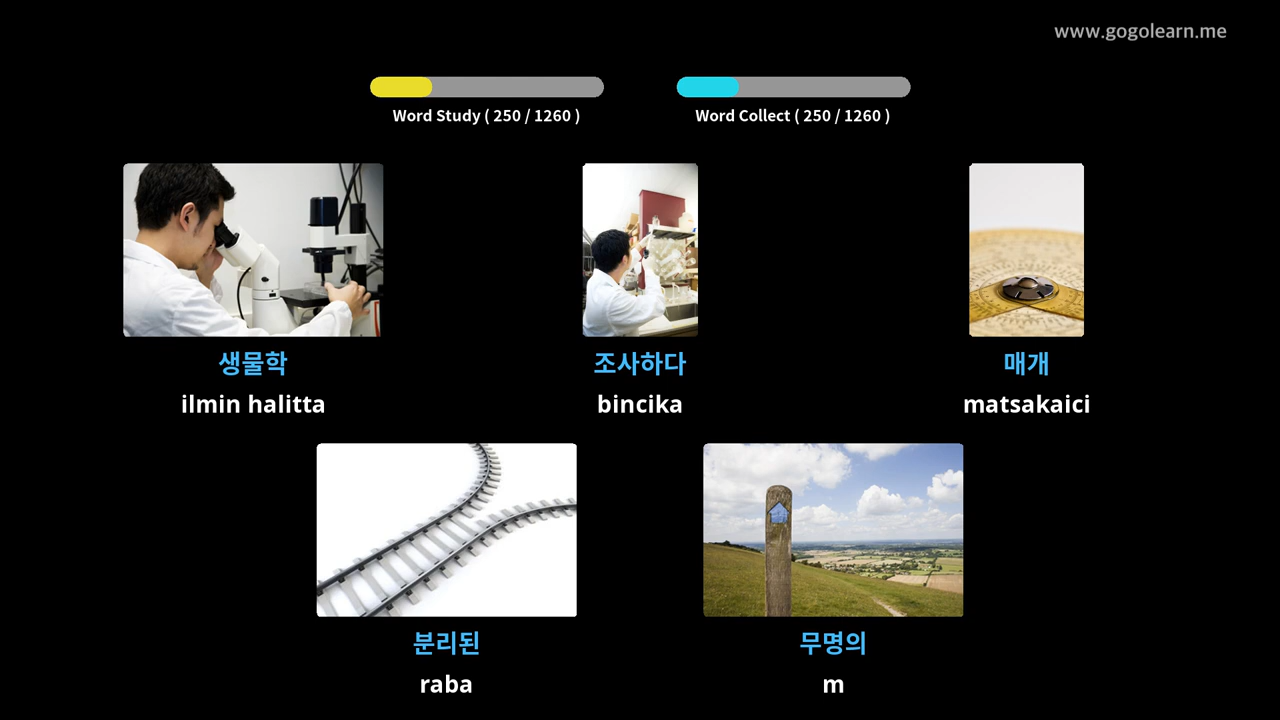 www.gogolearn.me
Word Study ( 250 / 1260 )
Word Collect ( 250 / 1260 )
생물학
ilmin halitta
조사하다
bincika
매개
matsakaici
분리된
raba
무명의
m